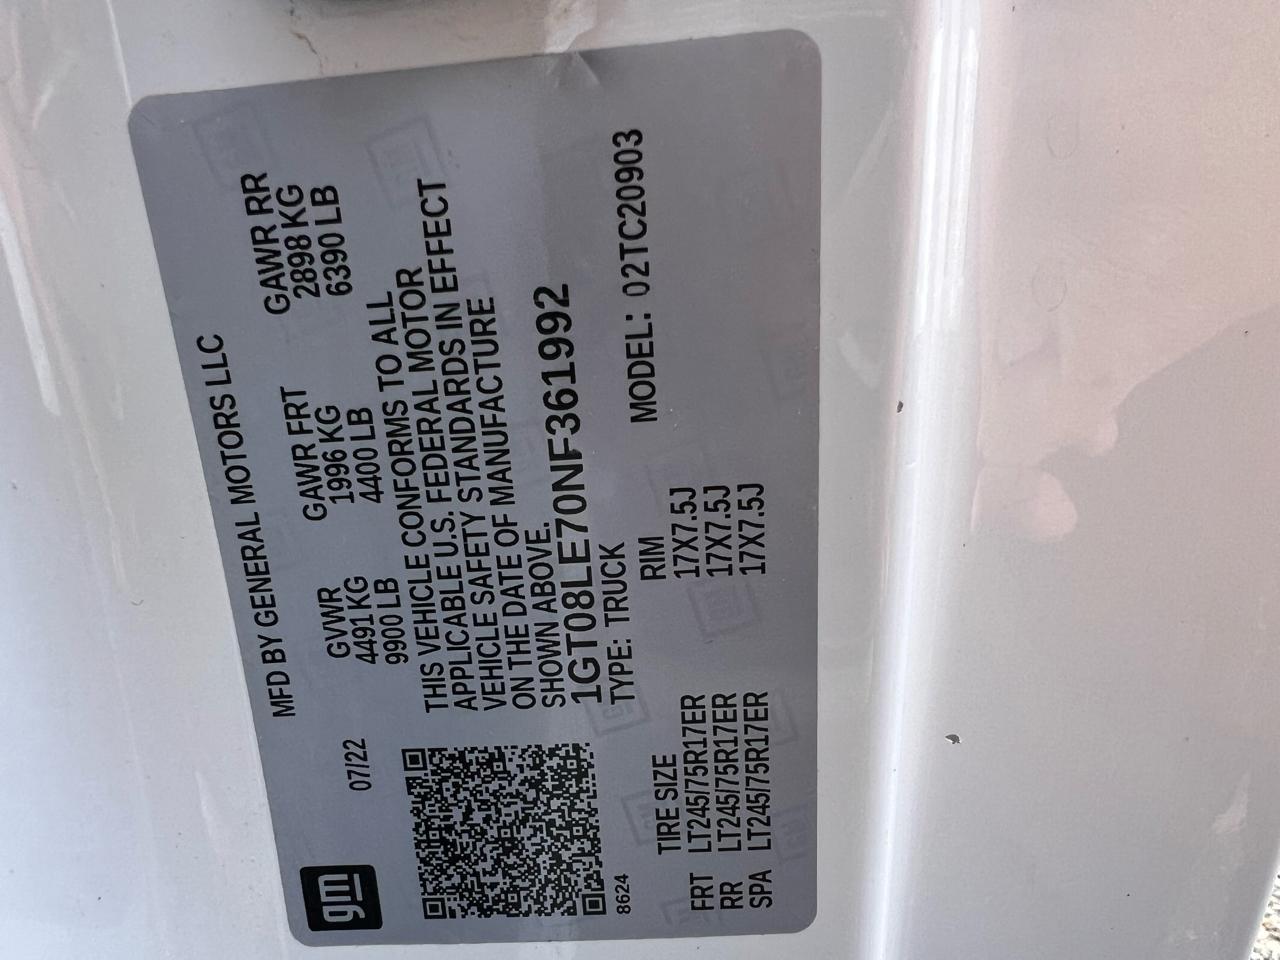 gm
MFD BY GENERAL MOTORS LLC
07/22
GVWR GAWR FRT GAWR RR
4491 KG 1996 KG 2898 KG
9900 LB 4400 LB 6390 LB
THIS VEHICLE CONFORMS TO ALL
APPLICABLE U.S. FEDERAL MOTOR
VEHICLE SAFETY STANDARDS IN EFFECT
ON THE DATE OF MANUFACTURE
SHOWN ABOVE.
1GT08LE70NF361992
TYPE: TRUCK MODEL: 02TC20903
8624
TIRE SIZE RIM
FRT LT245/75R17ER 17X7.5J
RR LT245/75R17ER 17X7.5J
SPA LT245/75R17ER 17X7.5J